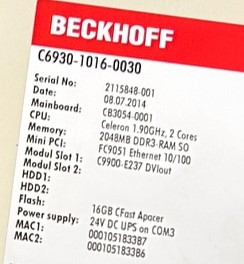 BECKHOFF
C6930-1016-0030
Serial No: 2115848-001
Date: 08.07.2014
Mainboard: CB3054-0001
CPU: Celeron 1.90GHz, 2 Cores
Memory: 2048MB DDR3-RAM SO
Mini PCI: FC9051 Ethernet 10/100
Modul Slot 1: C9900-E237 DVIout
Modul Slot 2:
HDD1:
HDD2:
Flash: 16GB CFast Apacer
Power supply: 24V DC UPS on COM3
MAC1: 0001051833B7
MAC2: 0001051833B6